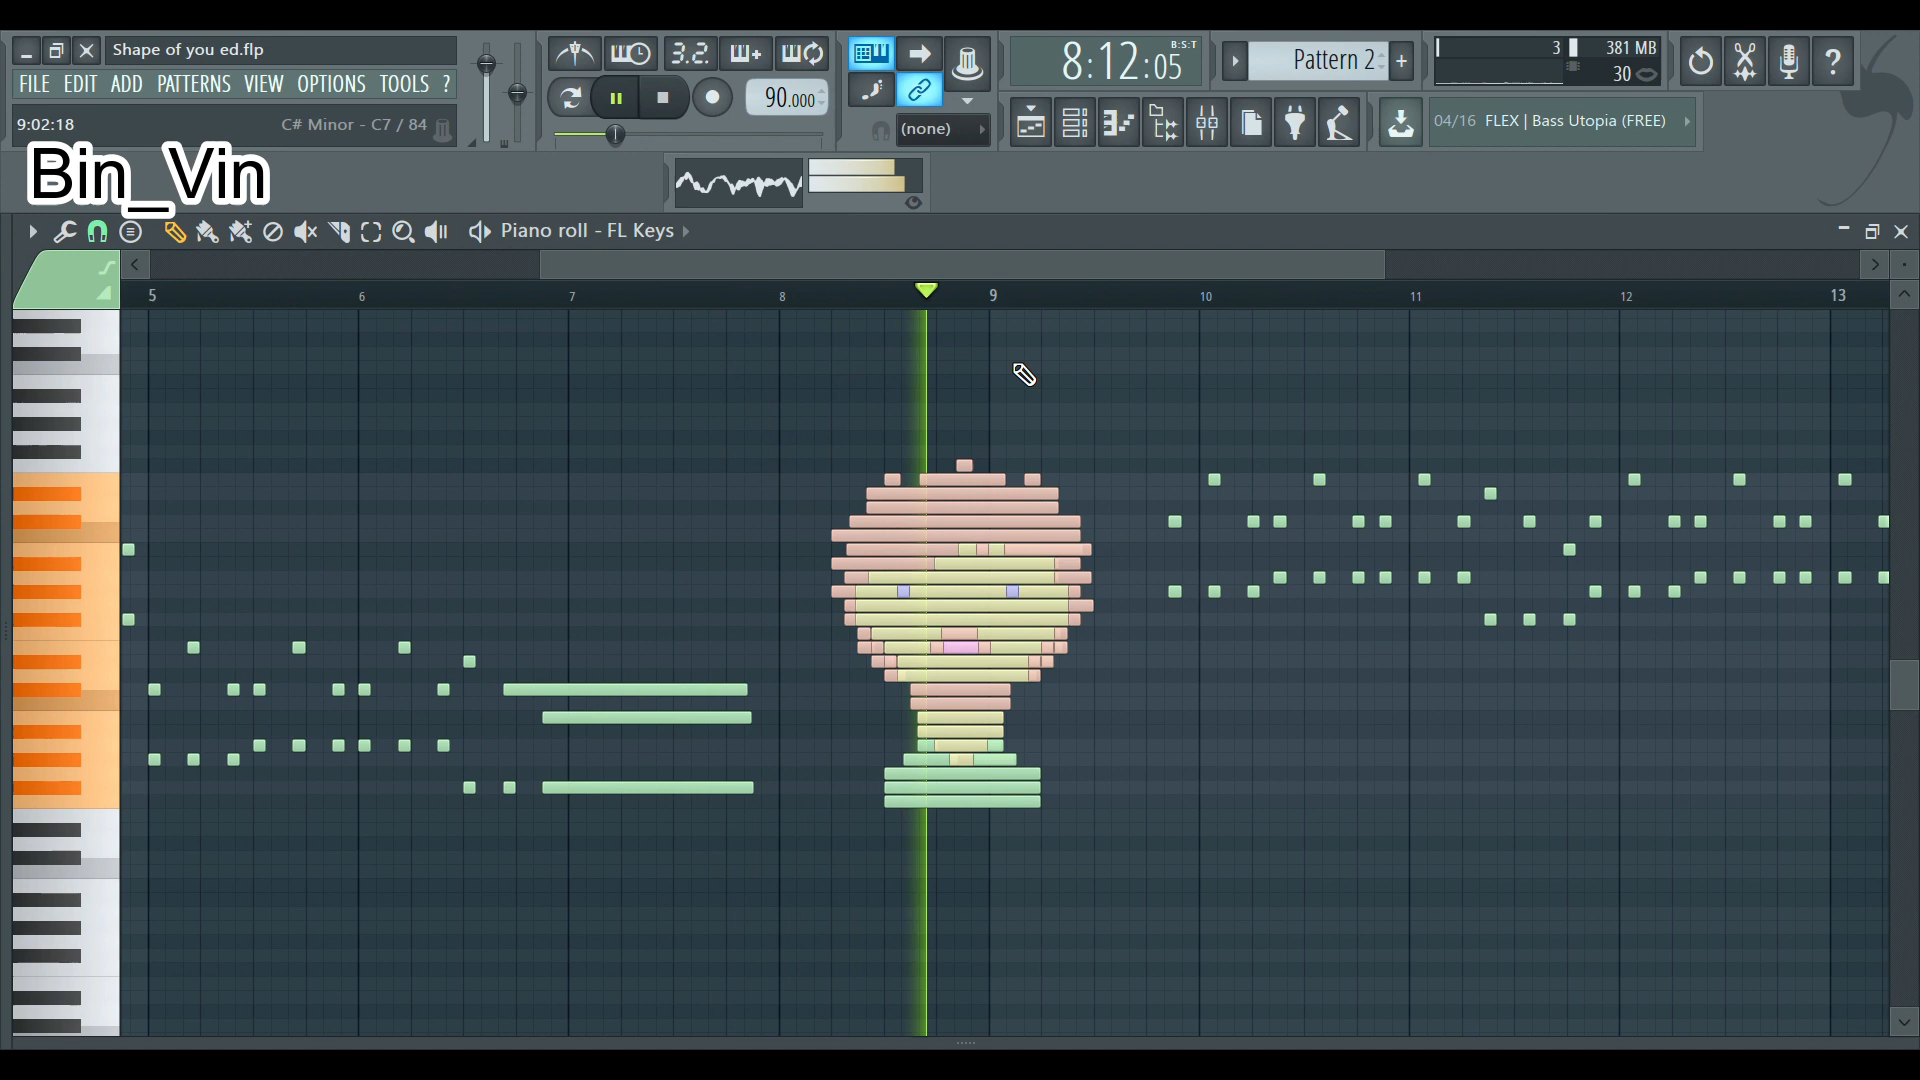 Shape of you ed.flp
FILE EDIT ADD PATTERNS VIEW OPTIONS TOOLS ?
9:02:18 C# Minor - C7 / 84
3.2.
90.000
(none)
8:12:05 B:S:T
Pattern 2 +
3 381 MB
30
?
04/16 FLEX | Bass Utopia (FREE)
Bin_Vin
Piano roll - FL Keys
5 6 7 8 9 10 11 12 13